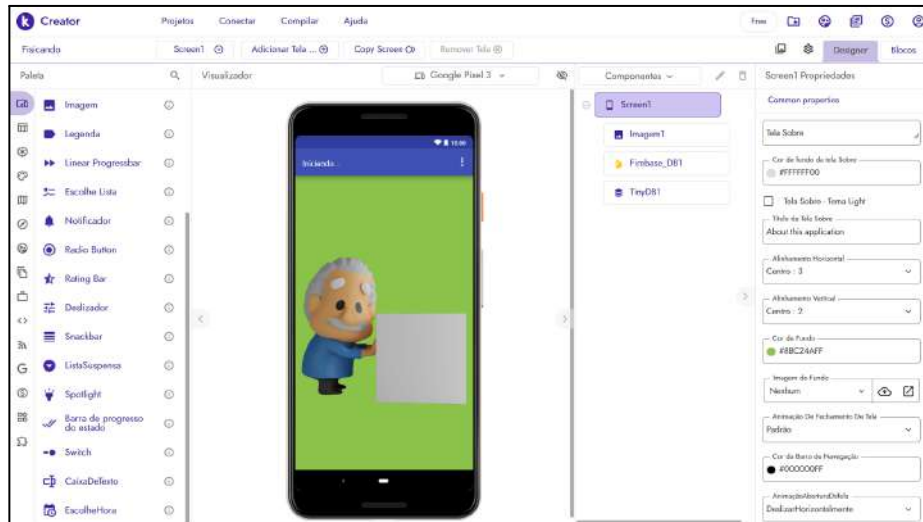 Creator
Projetos
Conectar
Compilar
Ajuda
Free
Fisicando
Screen1
Adicionar Tela ...
Copy Screen
Remover Tela
Designer
Blocos
Paleta
Visualizador
Google Pixel 3
Componentes
Screen1 Propriedades
Imagem
Legenda
Linear Progressbar
Escolhe Lista
Notificador
Radio Button
Rating Bar
Deslizador
Snackbar
ListaSuspensa
Spotlight
Barra de progresso
do estado
Switch
CaixaDeTexto
EscolheHora
10:00
Iniciando...
Screen1
Imagem1
Firebase_DB1
TinyDB1
Common properties
Tela Sobre
Cor de fundo da tela Sobre
#FFFFFF00
Tela Sobre - Tema Light
Título da Tela Sobre
About this application
Alinhamento Horizontal
Centro : 3
Alinhamento Vertical
Centro : 2
Cor de Fundo
#8BC24AFF
Imagem de Fundo
Nenhum
Animação De Fechamento De Tela
Padrão
Cor da Barra de Navegação
#000000FF
AnimaçãoAberturaDeTela
DeslizarHorizontalmente